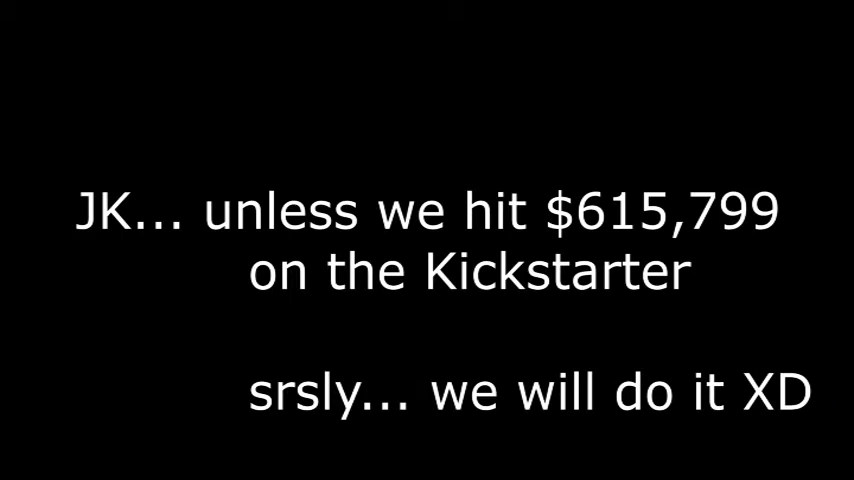 JK... unless we hit $615,799
on the Kickstarter
srsly... we will do it XD